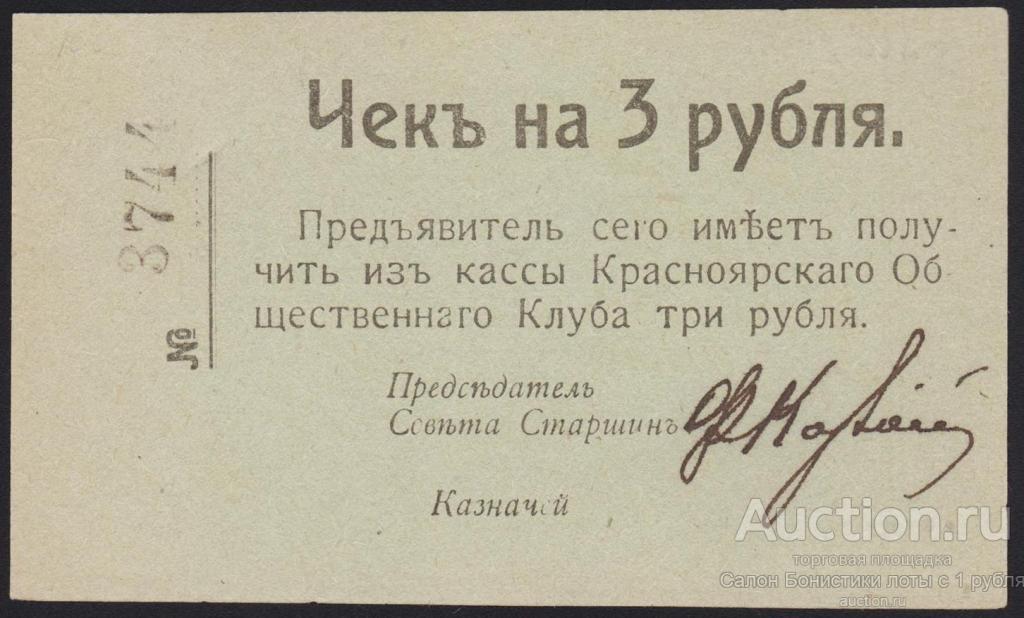 Чекъ на 3 рубля.
№ 3744
Предъявитель сего имѣетъ полу-
чить изъ кассы Красноярскаго Об
щественнаго Клуба три рубля.
Предсѣдатель
Совѣта Старшинъ
Казначей
Auction.ru
торговая площадка
Салон Бонистики лоты с 1 рубля
auction.ru